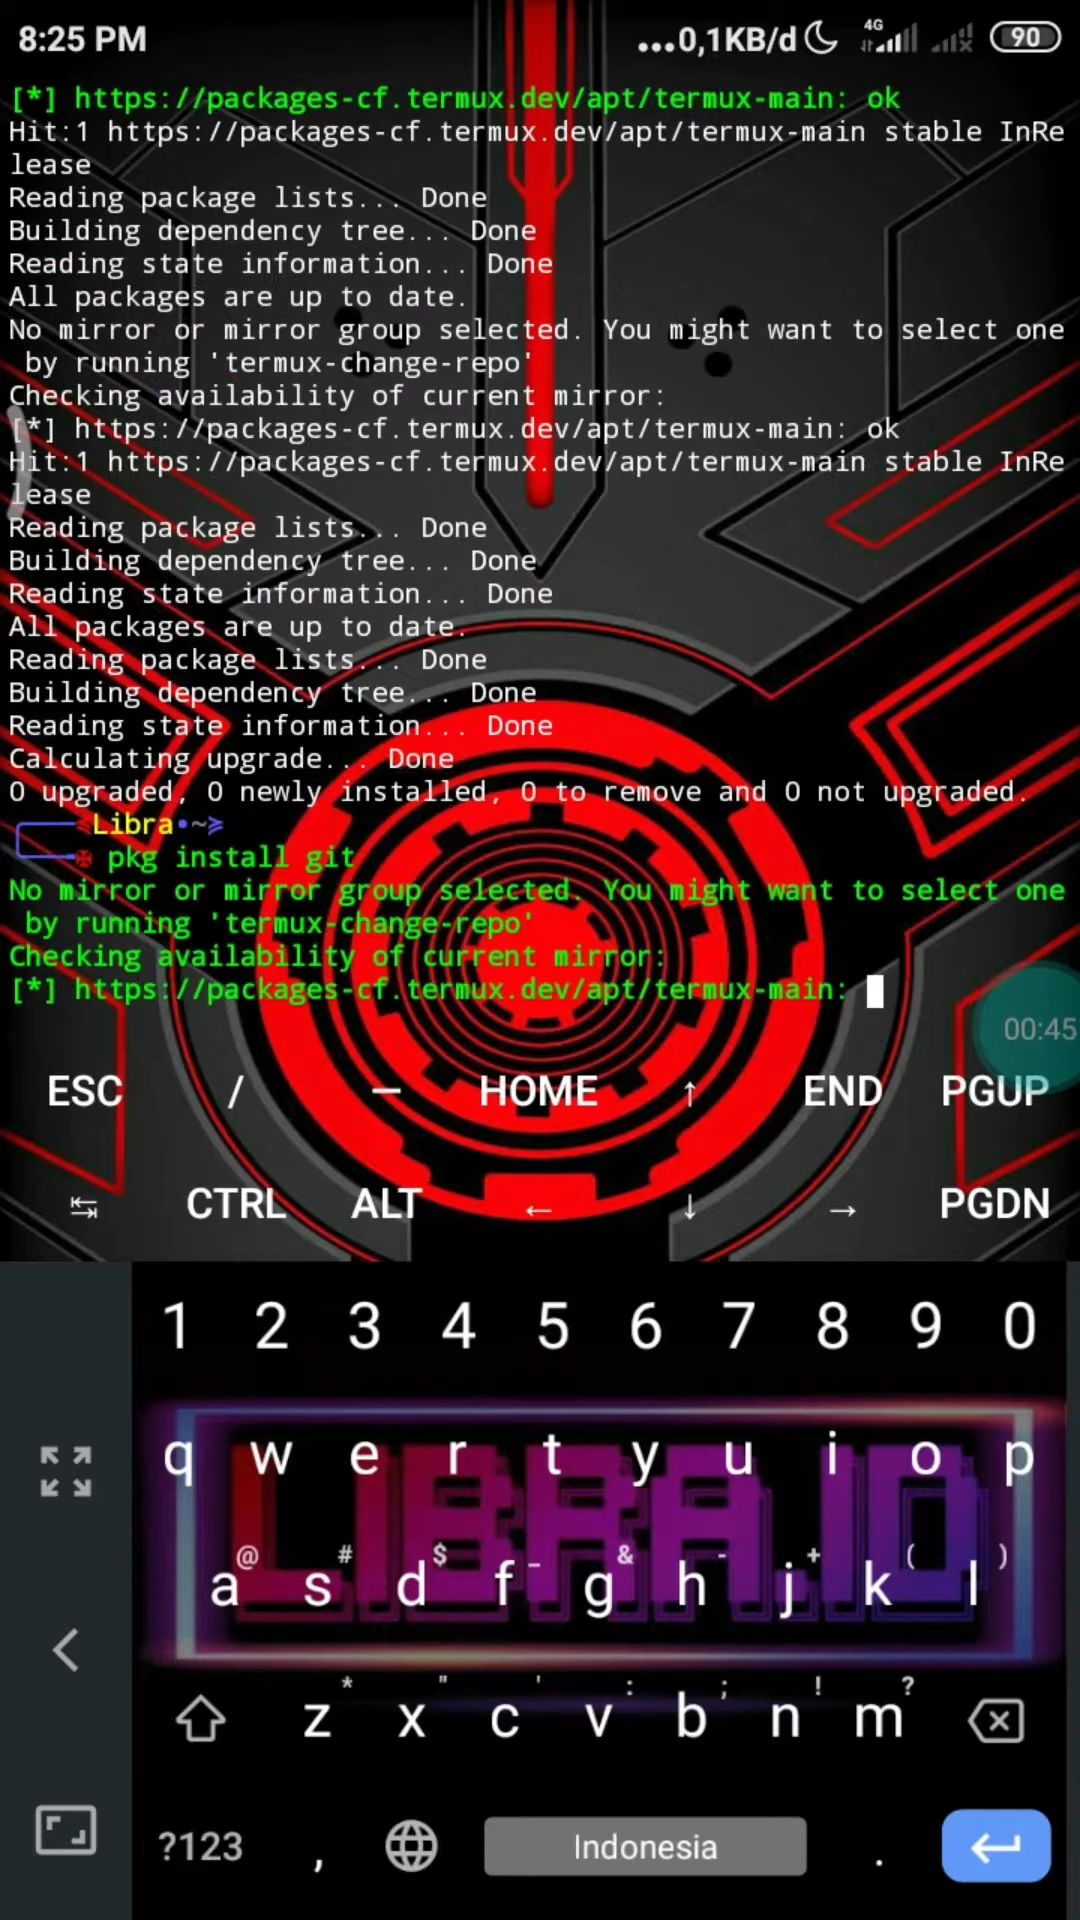 8:25 PM
...0,1KB/d 4G 90
[*] https://packages-cf.termux.dev/apt/termux-main: ok
Hit:1 https://packages-cf.termux.dev/apt/termux-main stable InRe
lease
Reading package lists... Done
Building dependency tree... Done
Reading state information... Done
All packages are up to date.
No mirror or mirror group selected. You might want to select one
by running 'termux-change-repo'
Checking availability of current mirror:
[*] https://packages-cf.termux.dev/apt/termux-main: ok
Hit:1 https://packages-cf.termux.dev/apt/termux-main stable InRe
lease
Reading package lists... Done
Building dependency tree... Done
Reading state information... Done
All packages are up to date.
Reading package lists... Done
Building dependency tree... Done
Reading state information... Done
Calculating upgrade... Done
0 upgraded, 0 newly installed, 0 to remove and 0 not upgraded.
Libra•~≽
pkg install git
No mirror or mirror group selected. You might want to select one
by running 'termux-change-repo'
Checking availability of current mirror:
[*] https://packages-cf.termux.dev/apt/termux-main:
00:45
ESC / — HOME ↑ END PGUP
↹ CTRL ALT ← ↓ → PGDN
1 2 3 4 5 6 7 8 9 0
q w e r t y u i o p
LIBRA.ID
@ # $ _ & - + ( )
a s d f g h j k l
* " ' : ; ! ?
z x c v b n m
?123 , Indonesia .